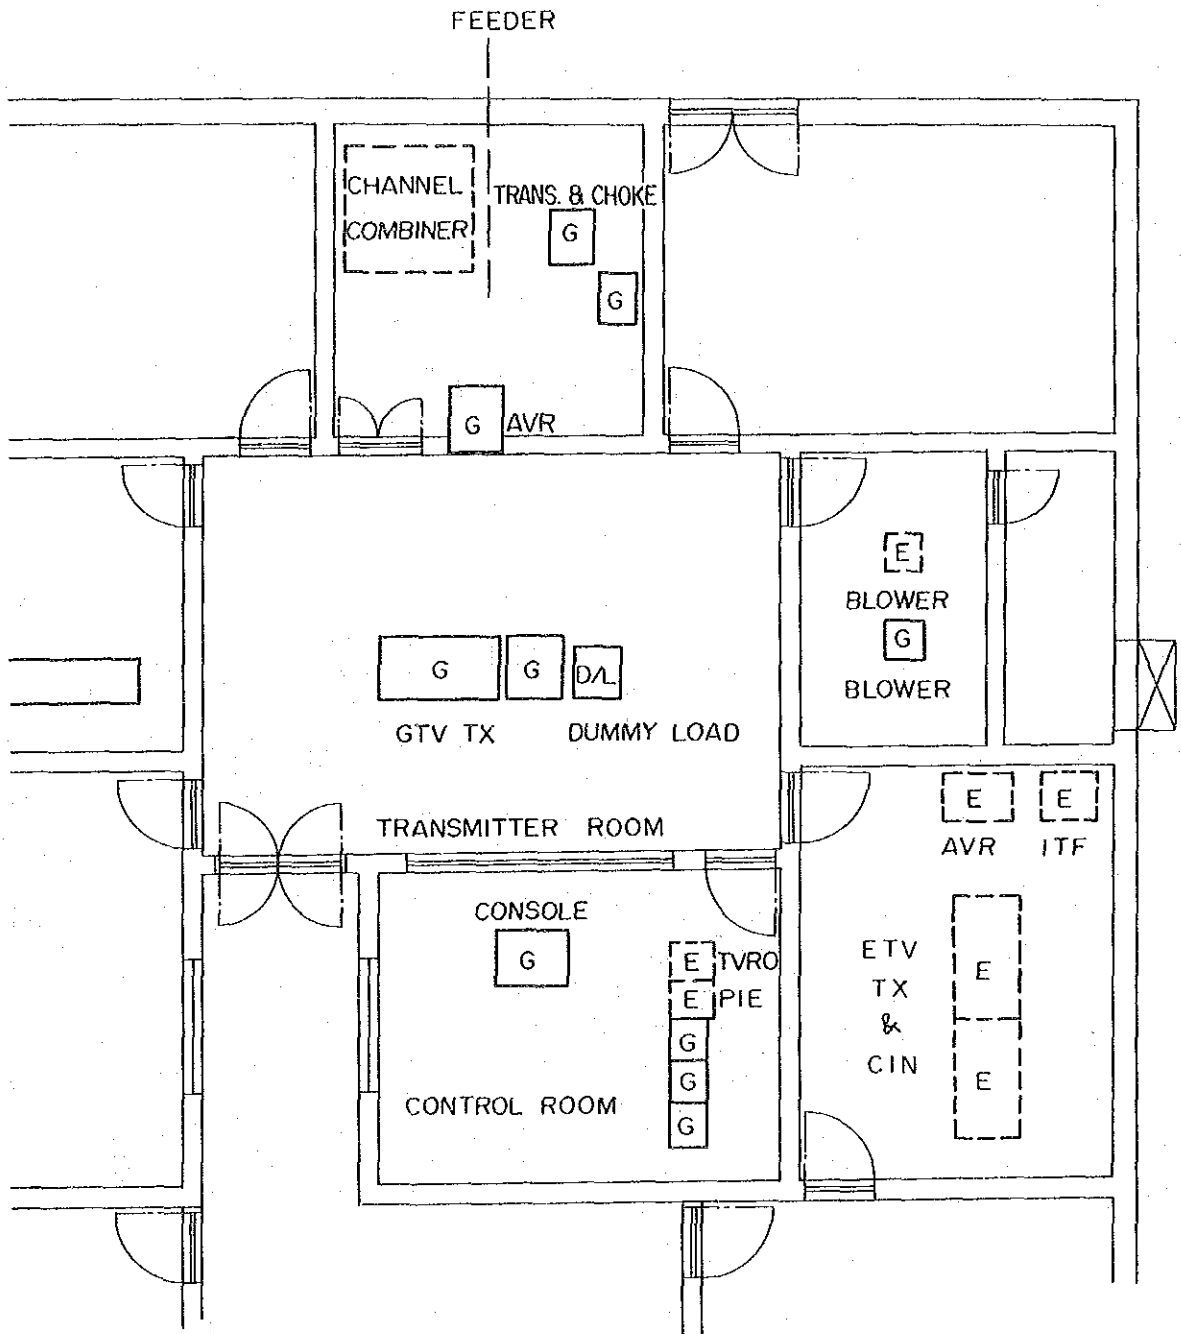 FEEDER
CHANNEL
COMBINER
TRANS. & CHOKE
G
G
G AVR
E
BLOWER
G
BLOWER
G G D/L
GTV TX DUMMY LOAD
TRANSMITTER ROOM
E E
AVR ITF
CONSOLE
G
E TVRO
E PIE
G
G
G
CONTROL ROOM
ETV
TX
&
CIN
E
E